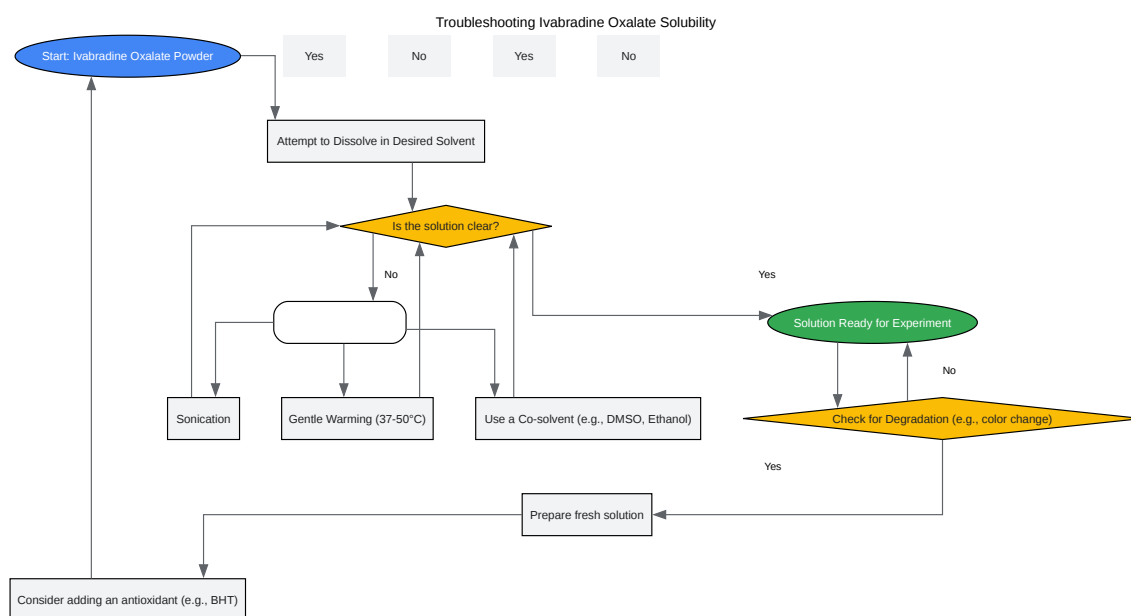 Troubleshooting Ivabradine Oxalate Solubility
Start: Ivabradine Oxalate Powder
Yes
No
Yes
No
Attempt to Dissolve in Desired Solvent
Is the solution clear?
No
Yes
Solution Ready for Experiment
No
Sonication
Gentle Warming (37-50°C)
Use a Co-solvent (e.g., DMSO, Ethanol)
Check for Degradation (e.g., color change)
Yes
Prepare fresh solution
Consider adding an antioxidant (e.g., BHT)